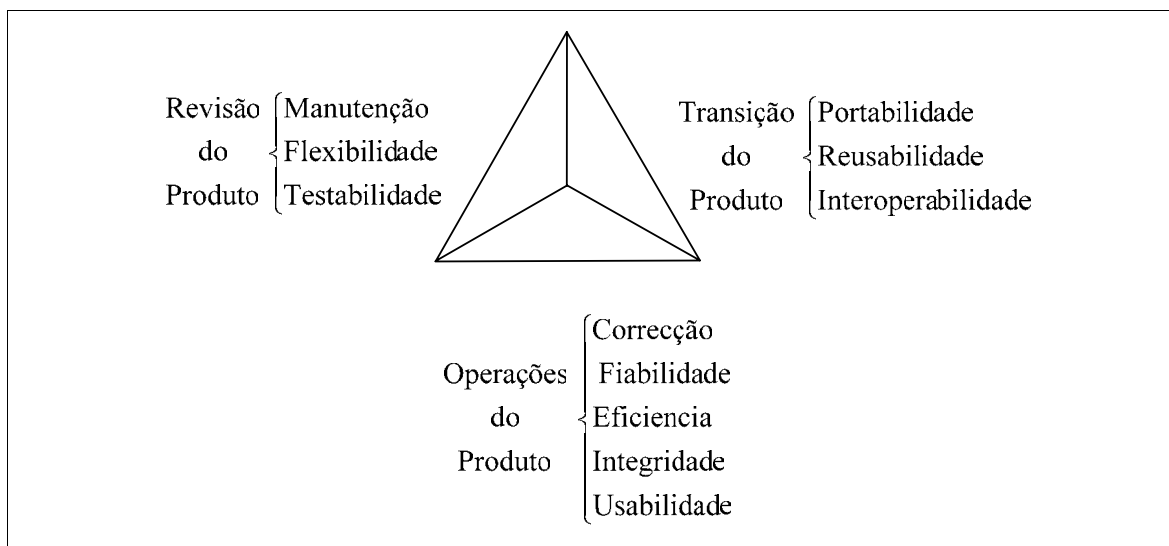 Revisão
do
Produto
Manutenção
Flexibilidade
Testabilidade
Transição
do
Produto
Portabilidade
Reusabilidade
Interoperabilidade
Operações
do
Produto
Correcção
Fiabilidade
Eficiencia
Integridade
Usabilidade